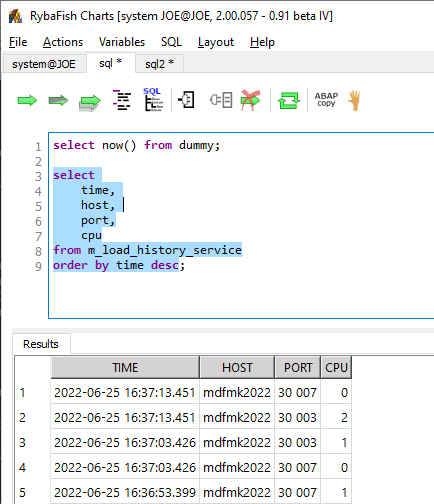 RybaFish Charts [system JOE@JOE, 2.00.057 - 0.91 beta IV]
File Actions Variables SQL Layout Help
system@JOE sql * sql2 *
SQL ABAP copy
1 select now() from dummy;
2
3 select
4 time,
5 host,
6 port,
7 cpu
8 from m_load_history_service
9 order by time desc;
Results
TIME HOST PORT CPU
1 2022-06-25 16:37:13.451 mdfmk2022 30 007 0
2 2022-06-25 16:37:13.451 mdfmk2022 30 003 2
3 2022-06-25 16:37:03.426 mdfmk2022 30 003 1
4 2022-06-25 16:37:03.426 mdfmk2022 30 007 0
5 2022-06-25 16:36:53.399 mdfmk2022 30 007 1